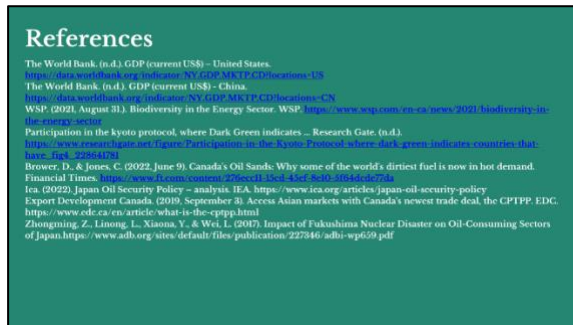 References
The World Bank. (n.d.). GDP (current US$) – United States.
https://data.worldbank.org/indicator/NY.GDP.MKTP.CD?locations=US
The World Bank. (n.d.). GDP (current US$) - China.
https://data.worldbank.org/indicator/NY.GDP.MKTP.CD?locations=CN
WSP. (2021, August 31.). Biodiversity in the Energy Sector. WSP. https://www.wsp.com/en-ca/news/2021/biodiversity-in-
the-energy-sector
Participation in the kyoto protocol, where Dark Green indicates ... Research Gate. (n.d.).
https://www.researchgate.net/figure/Participation-in-the-Kyoto-Protocol-where-dark-green-indicates-countries-that-
have_fig4_228641781
Brower, D., & Jones, C. (2022, June 9). Canada's Oil Sands: Why some of the world's dirtiest fuel is now in hot demand.
Financial Times.
Iea. (2022). Japan Oil Security Policy – analysis. IEA. https://www.iea.org/articles/japan-oil-security-policy
Export Development Canada. (2019, September 3). Access Asian markets with Canada's newest trade deal, the CPTPP. EDC.
https://www.edc.ca/en/article/what-is-the-cptpp.html
Zhongming, Z., Linong, L., Xiaona, Y., & Wei, L. (2017). Impact of Fukushima Nuclear Disaster on Oil-Consuming Sectors
of Japan.https://www.adb.org/sites/default/files/publication/227346/adbi-wp659.pdf